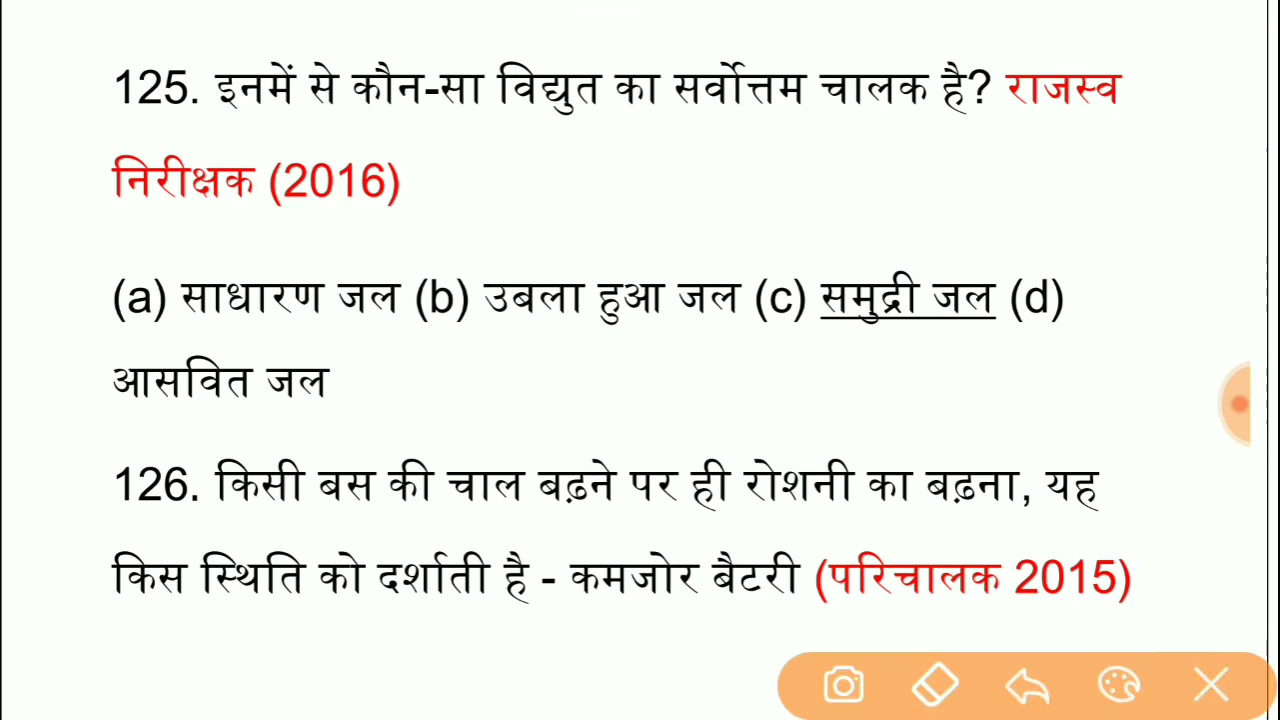 125. इनमें से कौन-सा विद्युत का सर्वोत्तम चालक है? राजस्व
निरीक्षक (2016)
(a) साधारण जल (b) उबला हुआ जल (c) समुद्री जल (d)
आसवित जल
126. किसी बस की चाल बढ़ने पर ही रोशनी का बढ़ना, यह
किस स्थिति को दर्शाती है - कमजोर बैटरी (परिचालक 2015)